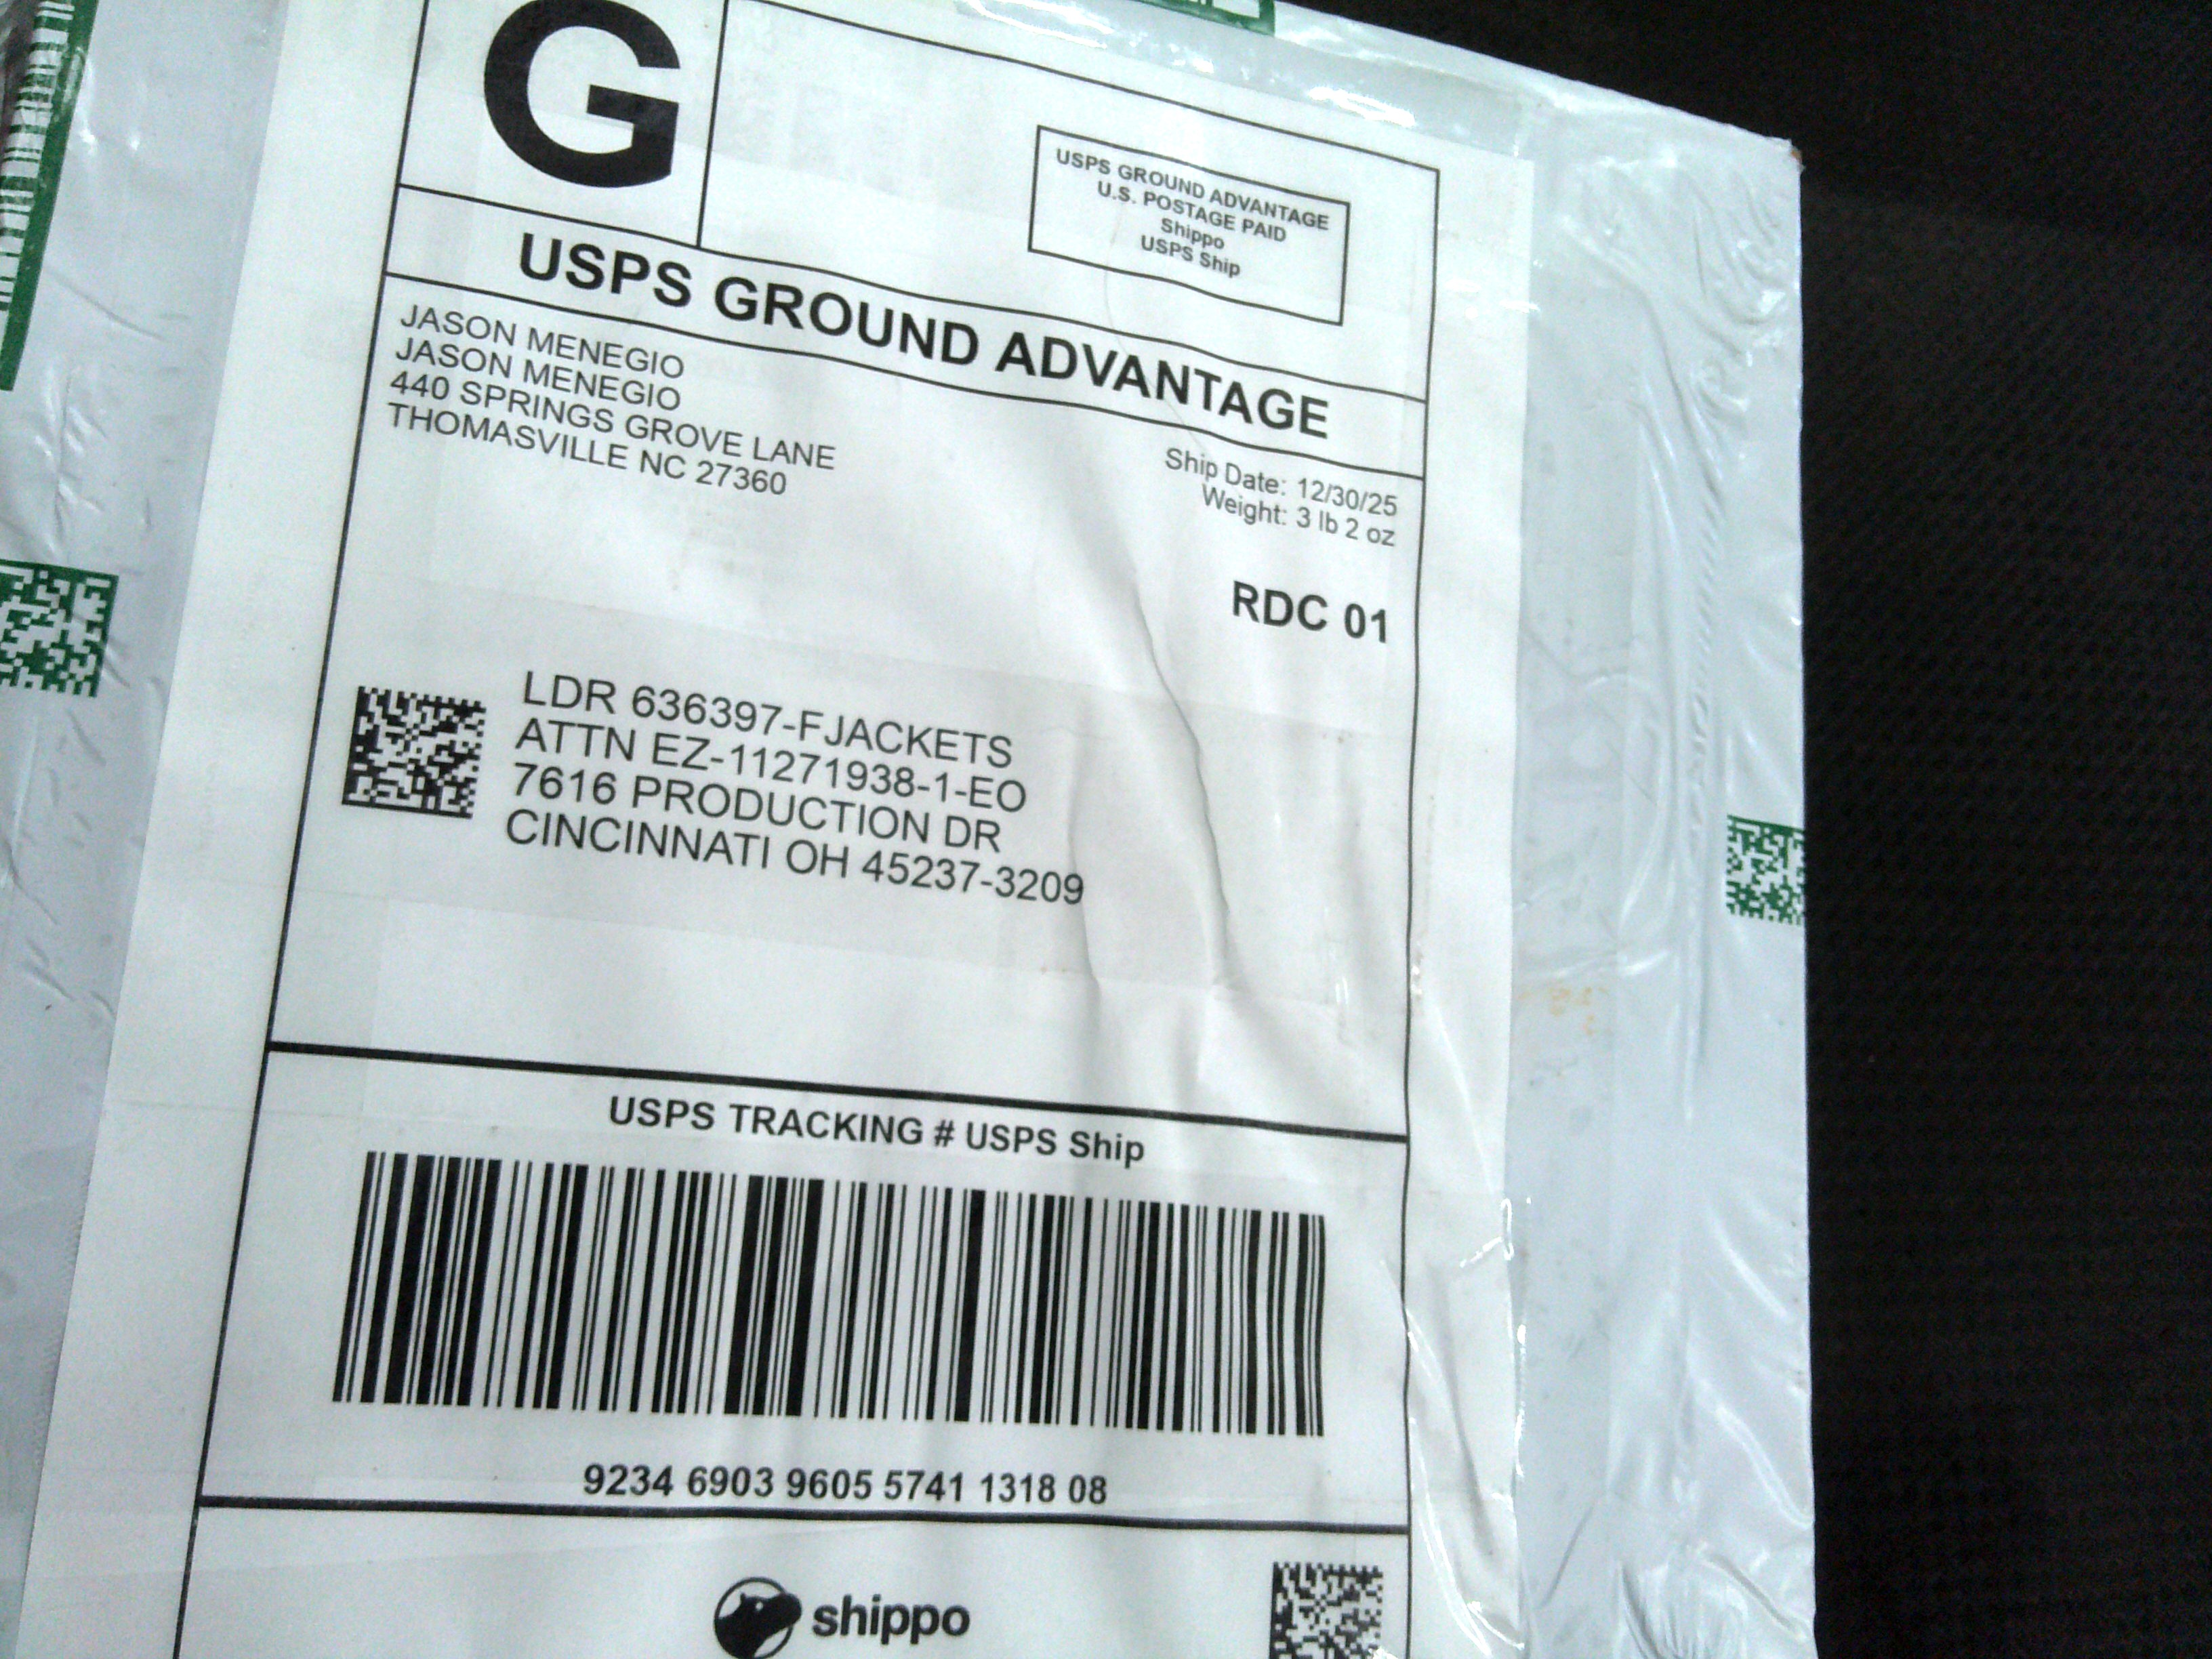 G
USPS GROUND ADVANTAGE
U.S. POSTAGE PAID
Shippo
USPS Ship
USPS GROUND ADVANTAGE
JASON MENEGIO
JASON MENEGIO
440 SPRINGS GROVE LANE
THOMASVILLE NC 27360
Ship Date: 12/30/25
Weight: 3 lb 2 oz
RDC 01
LDR 636397-FJACKETS
ATTN EZ-11271938-1-EO
7616 PRODUCTION DR
CINCINNATI OH 45237-3209
USPS TRACKING # USPS Ship
9234 6903 9605 5741 1318 08
shippo